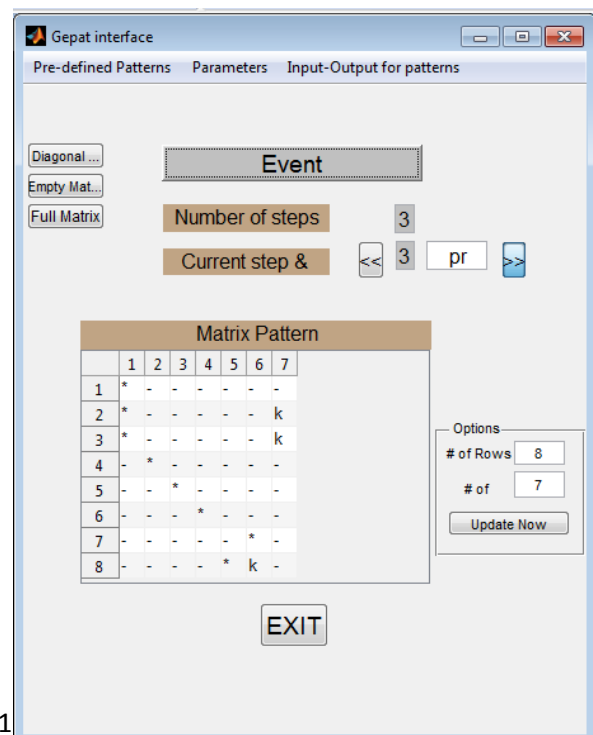 Gepat interface
Pre-defined Patterns Parameters Input-Output for patterns
Diagonal ...
Event
Empty Mat...
Full Matrix
Number of steps 3
Current step & << 3 pr >>
Matrix Pattern
1 2 3 4 5 6 7
1 * - - - - - -
2 * - - - - - k
3 * - - - - - k
4 - * - - - - -
5 - - * - - - -
6 - - - * - - -
7 - - - - - * -
8 - - - - * k -
Options
# of Rows 8
# of 7
Update Now
EXIT
1